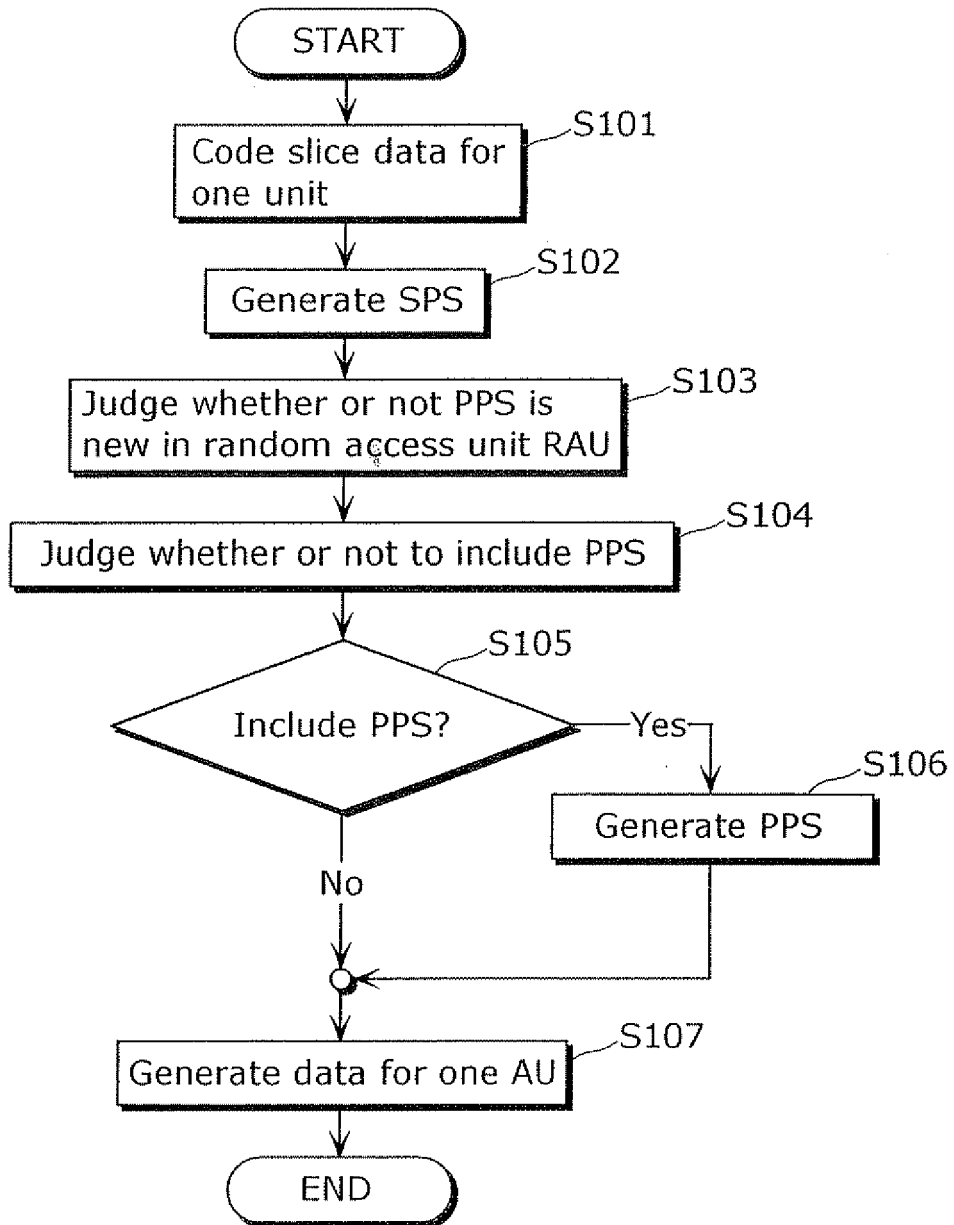 START
S101
Code slice data for
one unit
S102
Generate SPS
S103
Judge whether or not PPS is
new in random access unit RAU
S104
Judge whether or not to include PPS
S105
Include PPS?
Yes
S106
Generate PPS
No
S107
Generate data for one AU
END